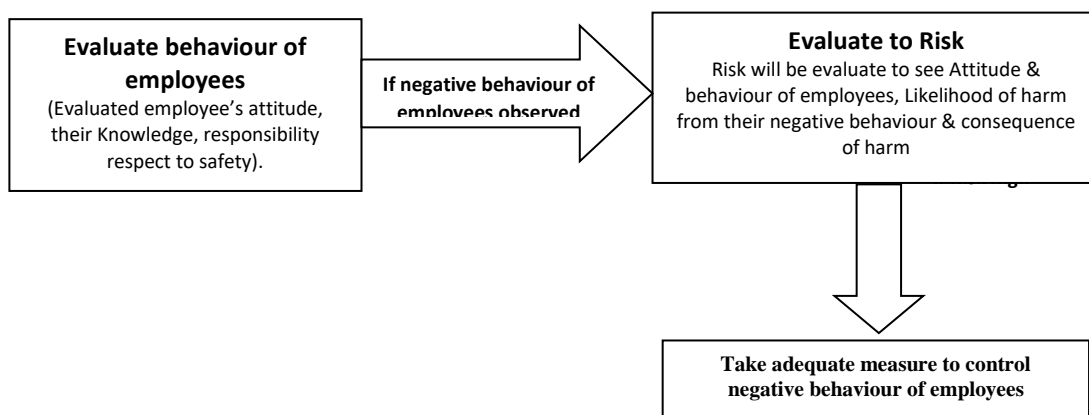 Evaluate behaviour of
employees
(Evaluated employee's attitude,
their Knowledge, responsibility
respect to safety).
If negative behaviour of
employees observed
Evaluate to Risk
Risk will be evaluate to see Attitude &
behaviour of employees, Likelihood of harm
from their negative behaviour & consequence
of harm
Take adequate measure to control
negative behaviour of employees